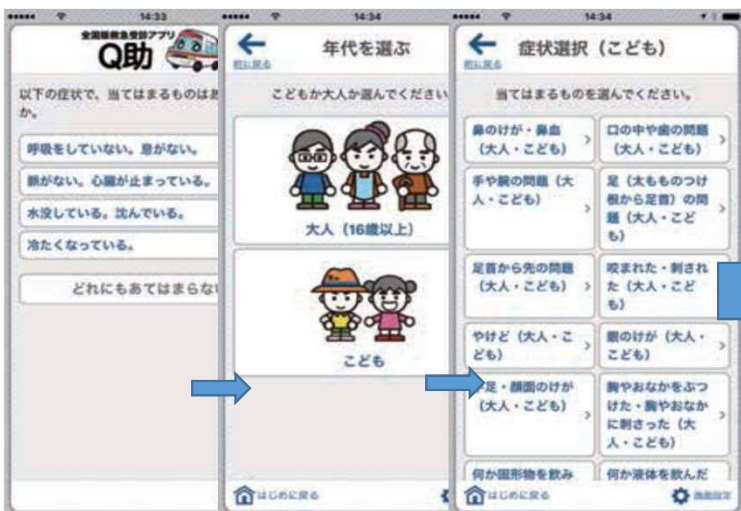 14:33
全国版救急受診アプリ
Q助
以下の症状で、当てはまるものはあ
か。
呼吸をしていない。息がない。
脈がない。心臓が止まっている。
水没している。沈んでいる。
冷たくなっている。
どれにもあてはまらない
14:34
前に戻る
年代を選ぶ
こどもか大人か選んでください
大人（16歳以上）
こども
はじめに戻る
14:34
前に戻る
症状選択（こども）
当てはまるものを選んでください。
鼻のけが・鼻血
（大人・こども）
口の中や歯の問題
（大人・こども）
手や腕の問題（大
人・こども）
足（太もものつけ
根から足首）の問
題（大人・こど
も）
足首から先の問題
（大人・こども）
咬まれた・刺され
た（大人・こど
も）
やけど（大人・こ
ども）
眼のけが（大人・
こども）
足・顔面のけが
（大人・こども）
胸やおなかをぶつ
けた・胸やおなか
に刺さった（大
人・こども）
何か固形物を飲み
何か液体を飲んだ
はじめに戻る
画面設定